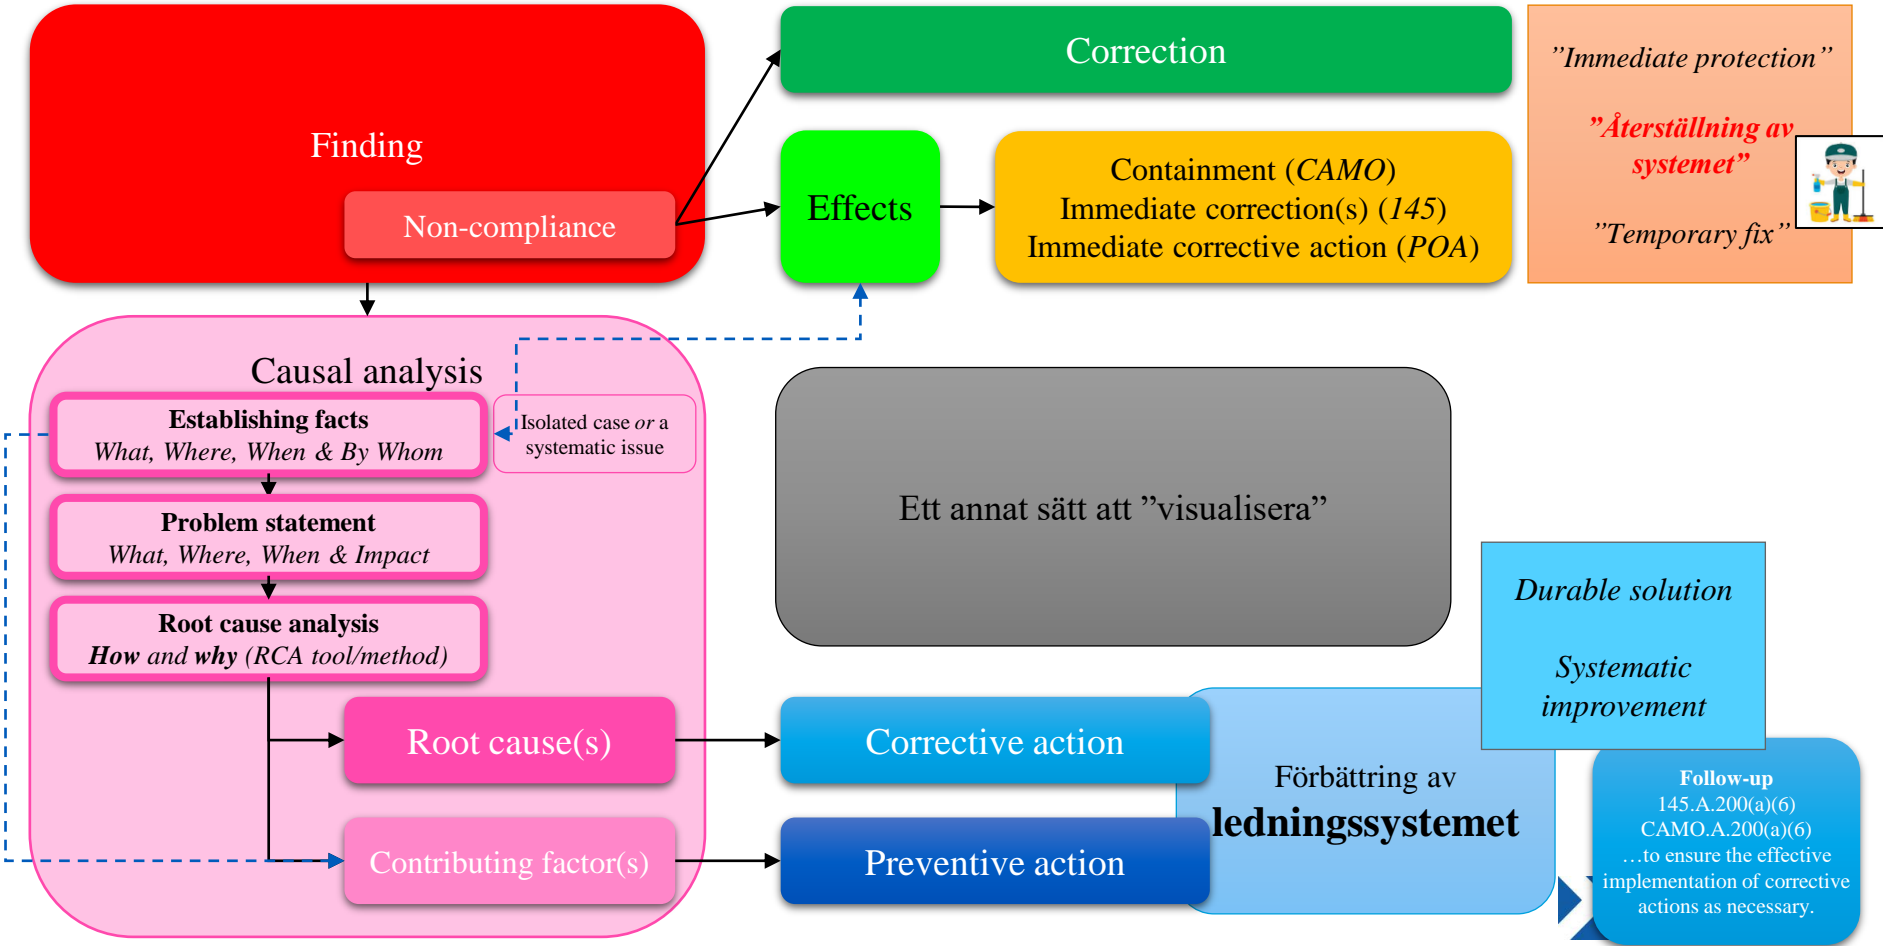 Finding
Non-compliance
Correction
Effects
Containment (CAMO)
Immediate correction(s) (145)
Immediate corrective action (POA)
”Immediate protection”
”Återställning av
systemet”
”Temporary fix”
Causal analysis
Establishing facts
What, Where, When & By Whom
Isolated case or a
systematic issue
Problem statement
What, Where, When & Impact
Root cause analysis
How and why (RCA tool/method)
Root cause(s)
Contributing factor(s)
Ett annat sätt att ”visualisera”
Corrective action
Preventive action
Förbättring av
ledningssystemet
Durable solution
Systematic
improvement
Follow-up
145.A.200(a)(6)
CAMO.A.200(a)(6)
…to ensure the effective
implementation of corrective
actions as necessary.